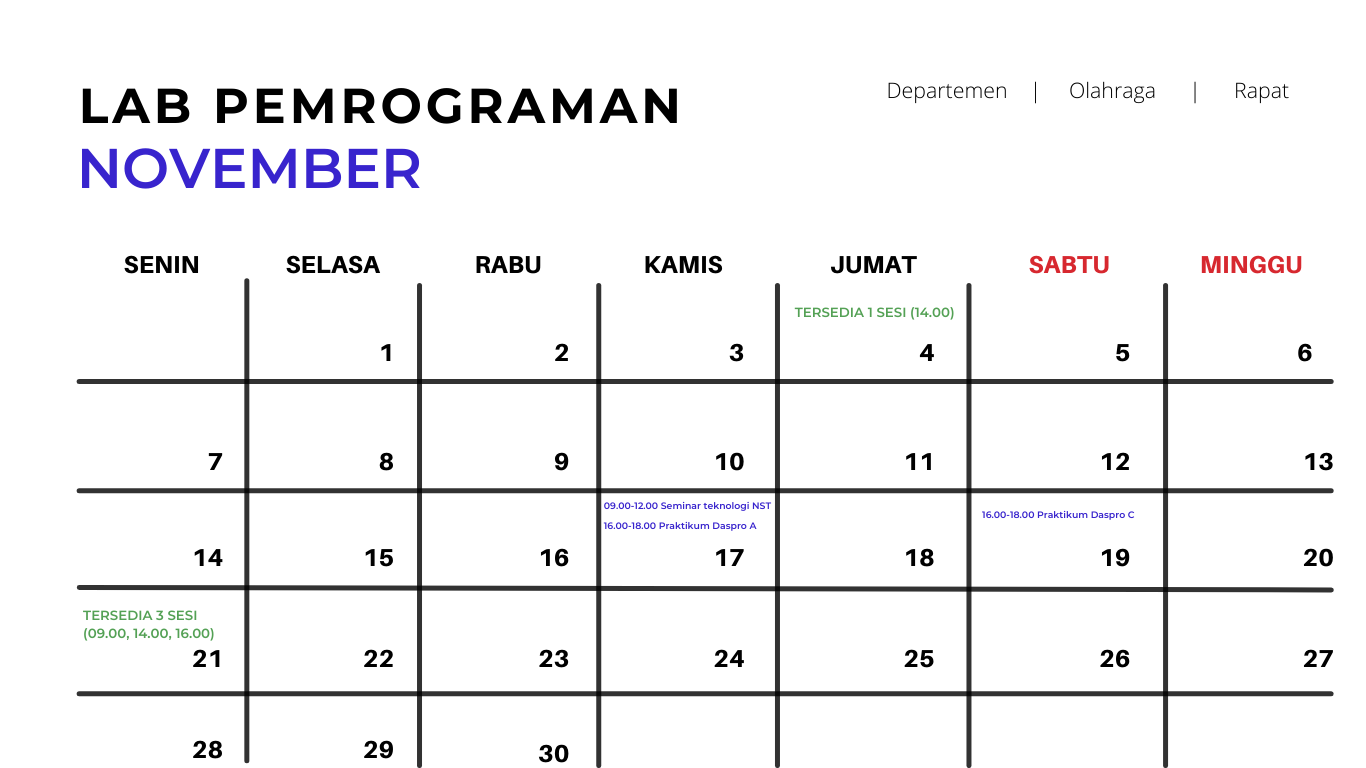 LAB PEMROGRAMAN
NOVEMBER
Departemen | Olahraga | Rapat
SENIN SELASA RABU KAMIS JUMAT SABTU MINGGU
TERSEDIA 1 SESI (14.00)
1 2 3 4 5 6
7 8 9 10 11 12 13
09.00-12.00 Seminar teknologi NST
16.00-18.00 Praktikum Daspro A
16.00-18.00 Praktikum Daspro C
14 15 16 17 18 19 20
TERSEDIA 3 SESI
(09.00, 14.00, 16.00)
21 22 23 24 25 26 27
28 29 30